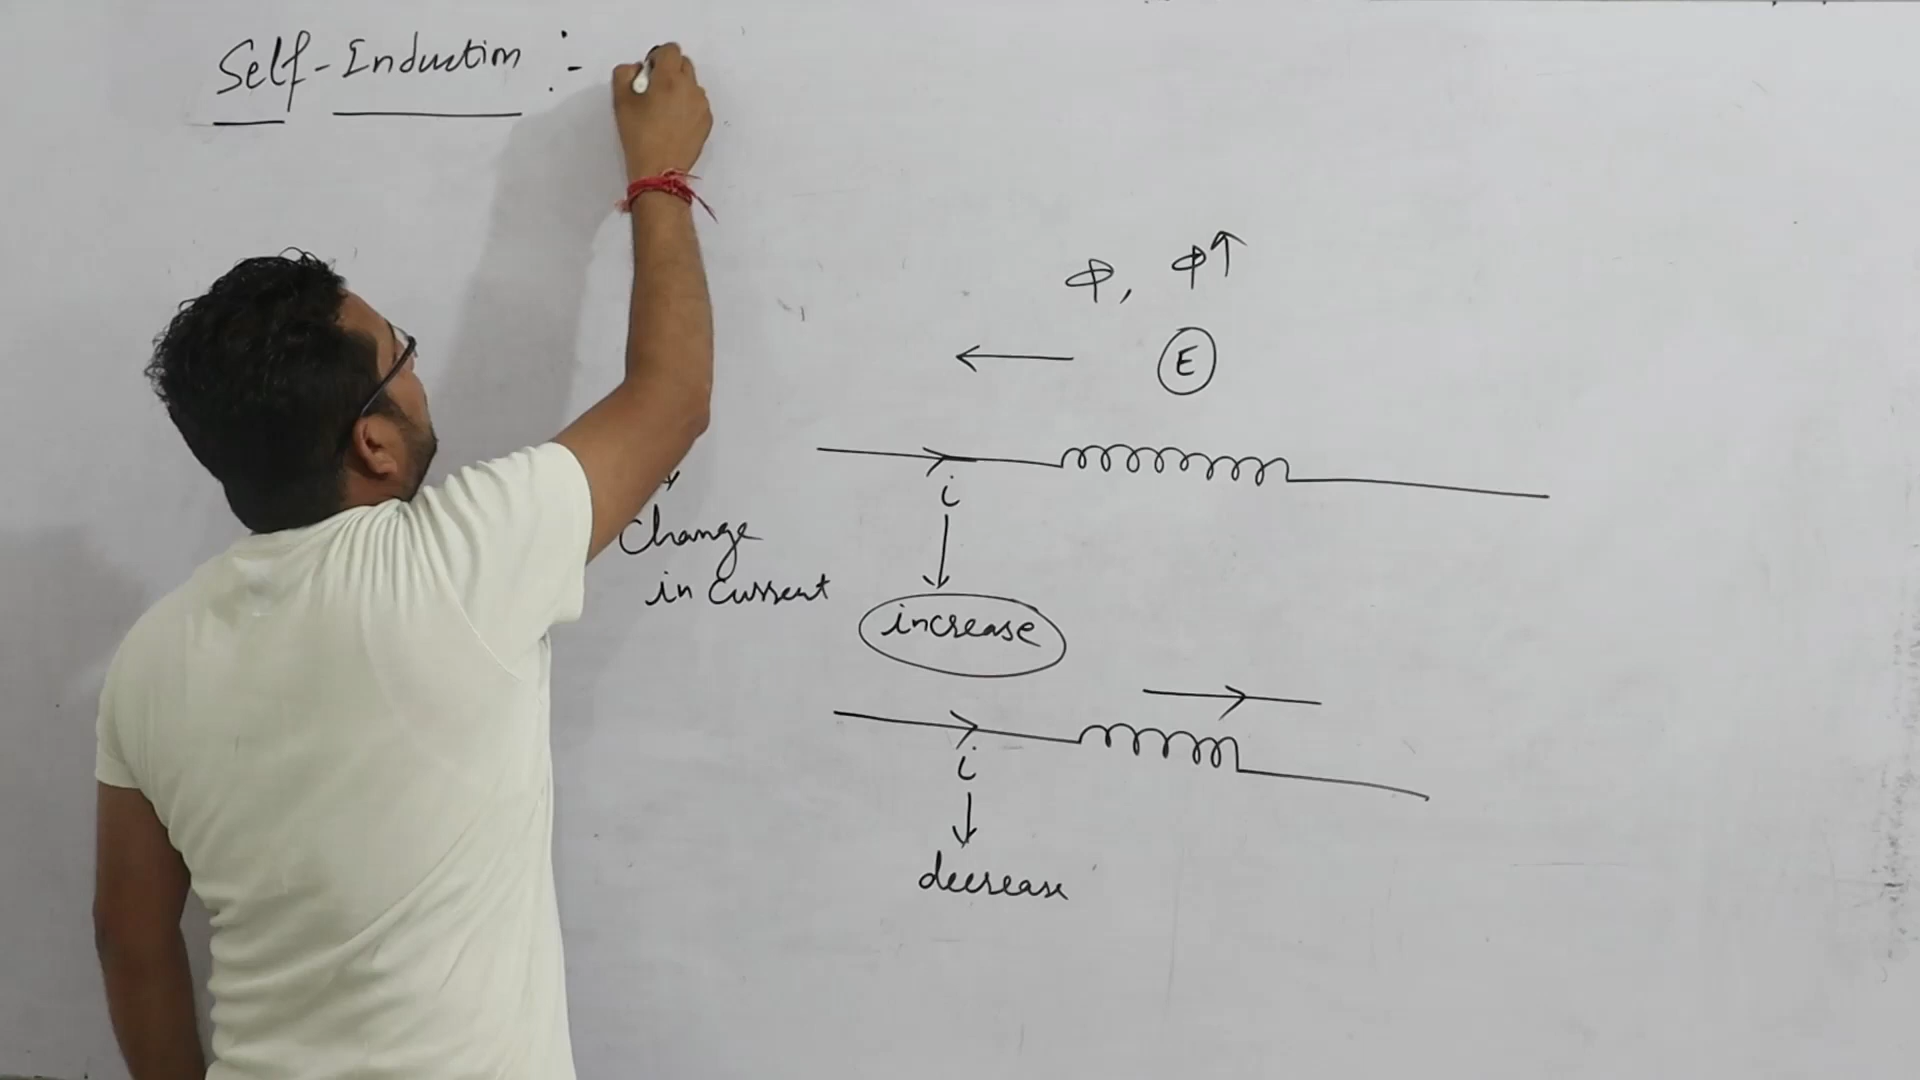 Self-Induction :-
Φ, Φ↑
E
i
Change
in Current
increase
i
decrease